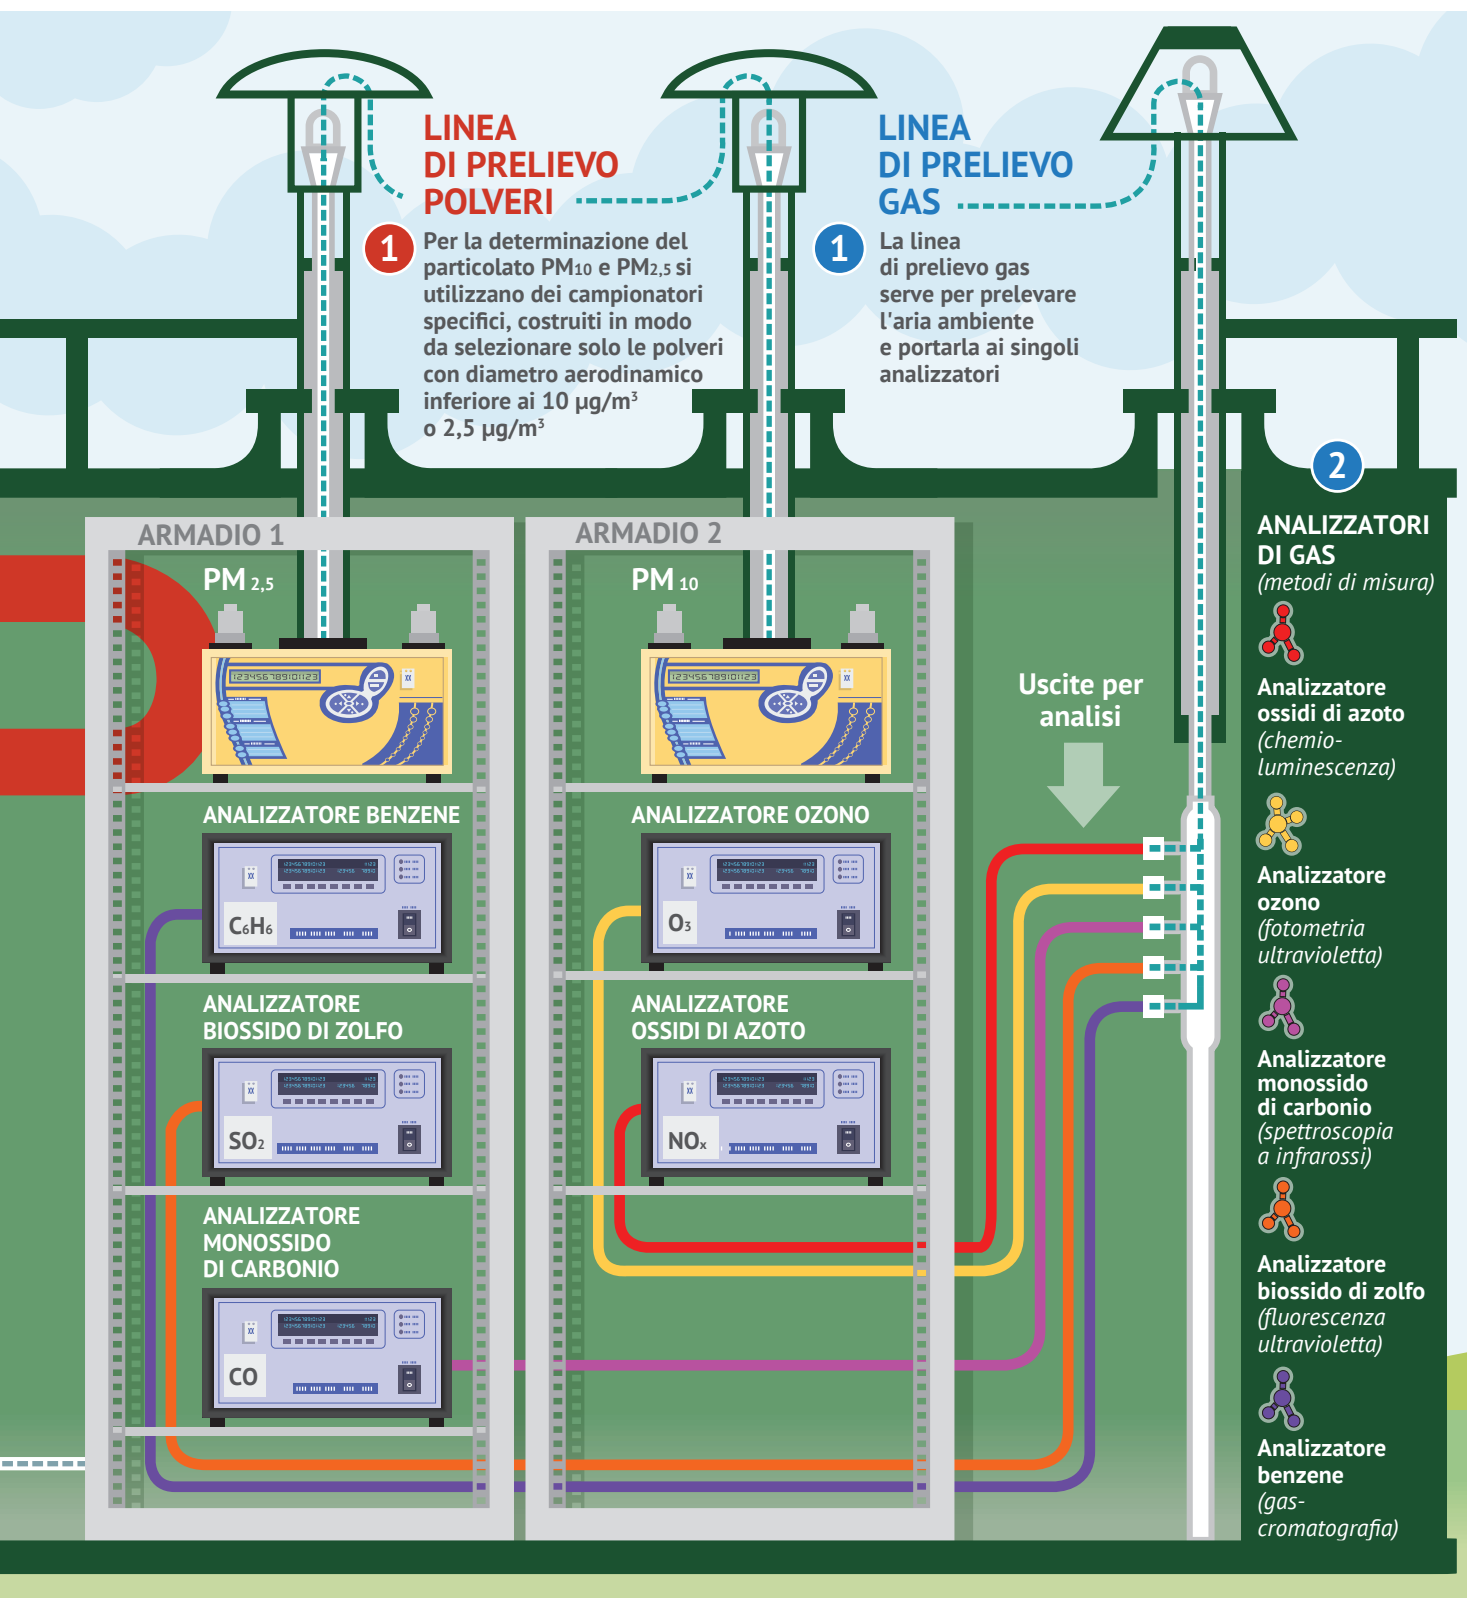 LINEA
DI PRELIEVO
POLVERI
1
Per la determinazione del
particolato PM10 e PM2,5 si
utilizzano dei campionatori
specifici, costruiti in modo
da selezionare solo le polveri
con diametro aerodinamico
inferiore ai 10 µg/m³
o 2,5 µg/m³
LINEA
DI PRELIEVO
GAS
1
La linea
di prelievo gas
serve per prelevare
l'aria ambiente
e portarla ai singoli
analizzatori
ARMADIO 1
PM 2,5
123456789101123
ANALIZZATORE BENZENE
C6H6
ANALIZZATORE
BIOSSIDO DI ZOLFO
SO2
ANALIZZATORE
MONOSSIDO
DI CARBONIO
CO
ARMADIO 2
PM 10
123456789101123
ANALIZZATORE OZONO
O3
ANALIZZATORE
OSSIDI DI AZOTO
NOx
Uscite per
analisi
2
ANALIZZATORI
DI GAS
(metodi di misura)
Analizzatore
ossidi di azoto
(chemio-
luminescenza)
Analizzatore
ozono
(fotometria
ultravioletta)
Analizzatore
monossido
di carbonio
(spettroscopia
a infrarossi)
Analizzatore
biossido di zolfo
(fluorescenza
ultravioletta)
Analizzatore
benzene
(gas-
cromatografia)